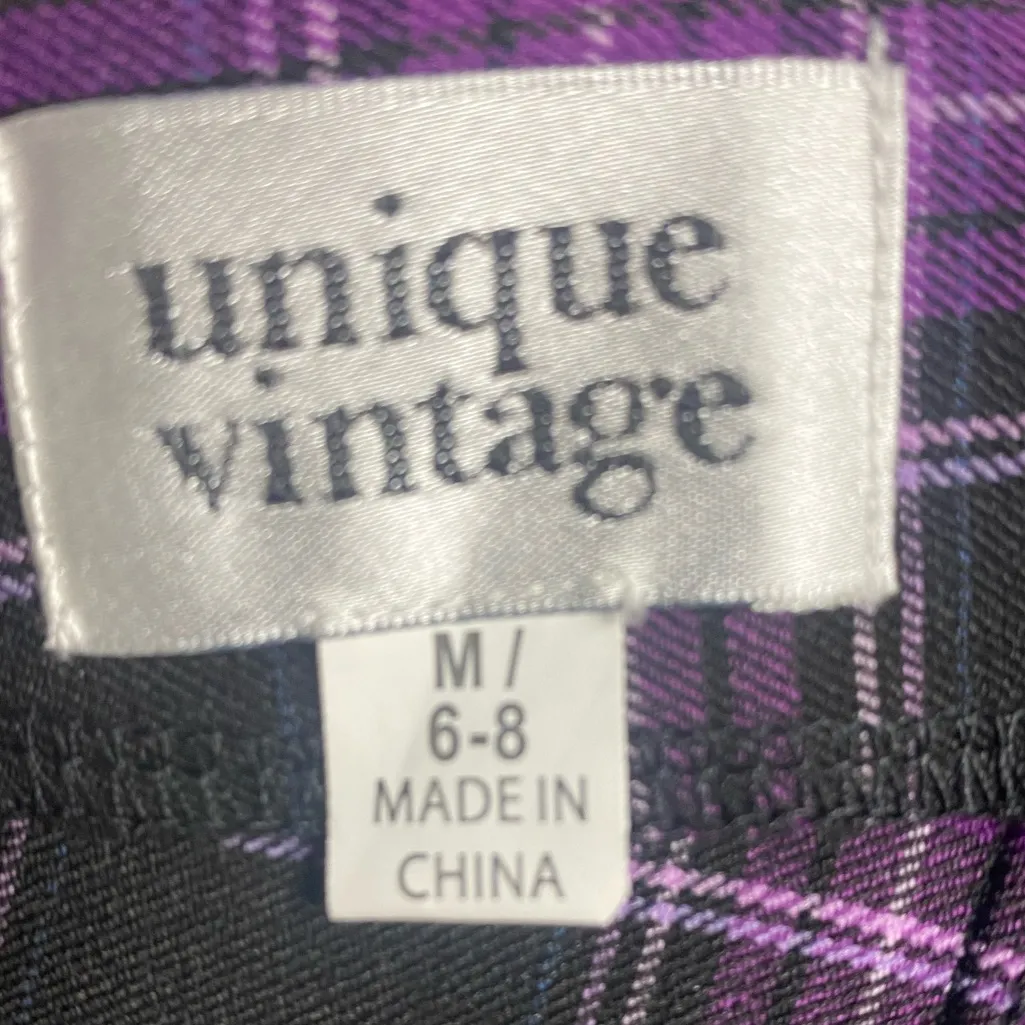 unique
vintage
M /
6-8
MADE IN
CHINA